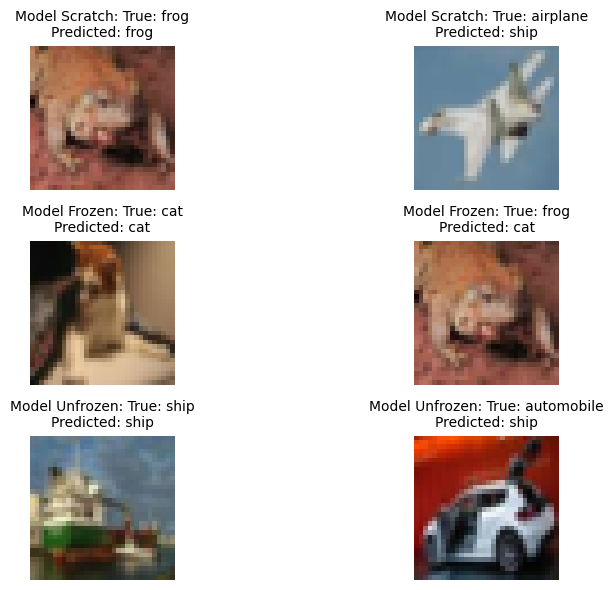 Model Scratch: True: frog
Predicted: frog
Model Scratch: True: airplane
Predicted: ship
Model Frozen: True: cat
Predicted: cat
Model Frozen: True: frog
Predicted: cat
Model Unfrozen: True: ship
Predicted: ship
Model Unfrozen: True: automobile
Predicted: ship